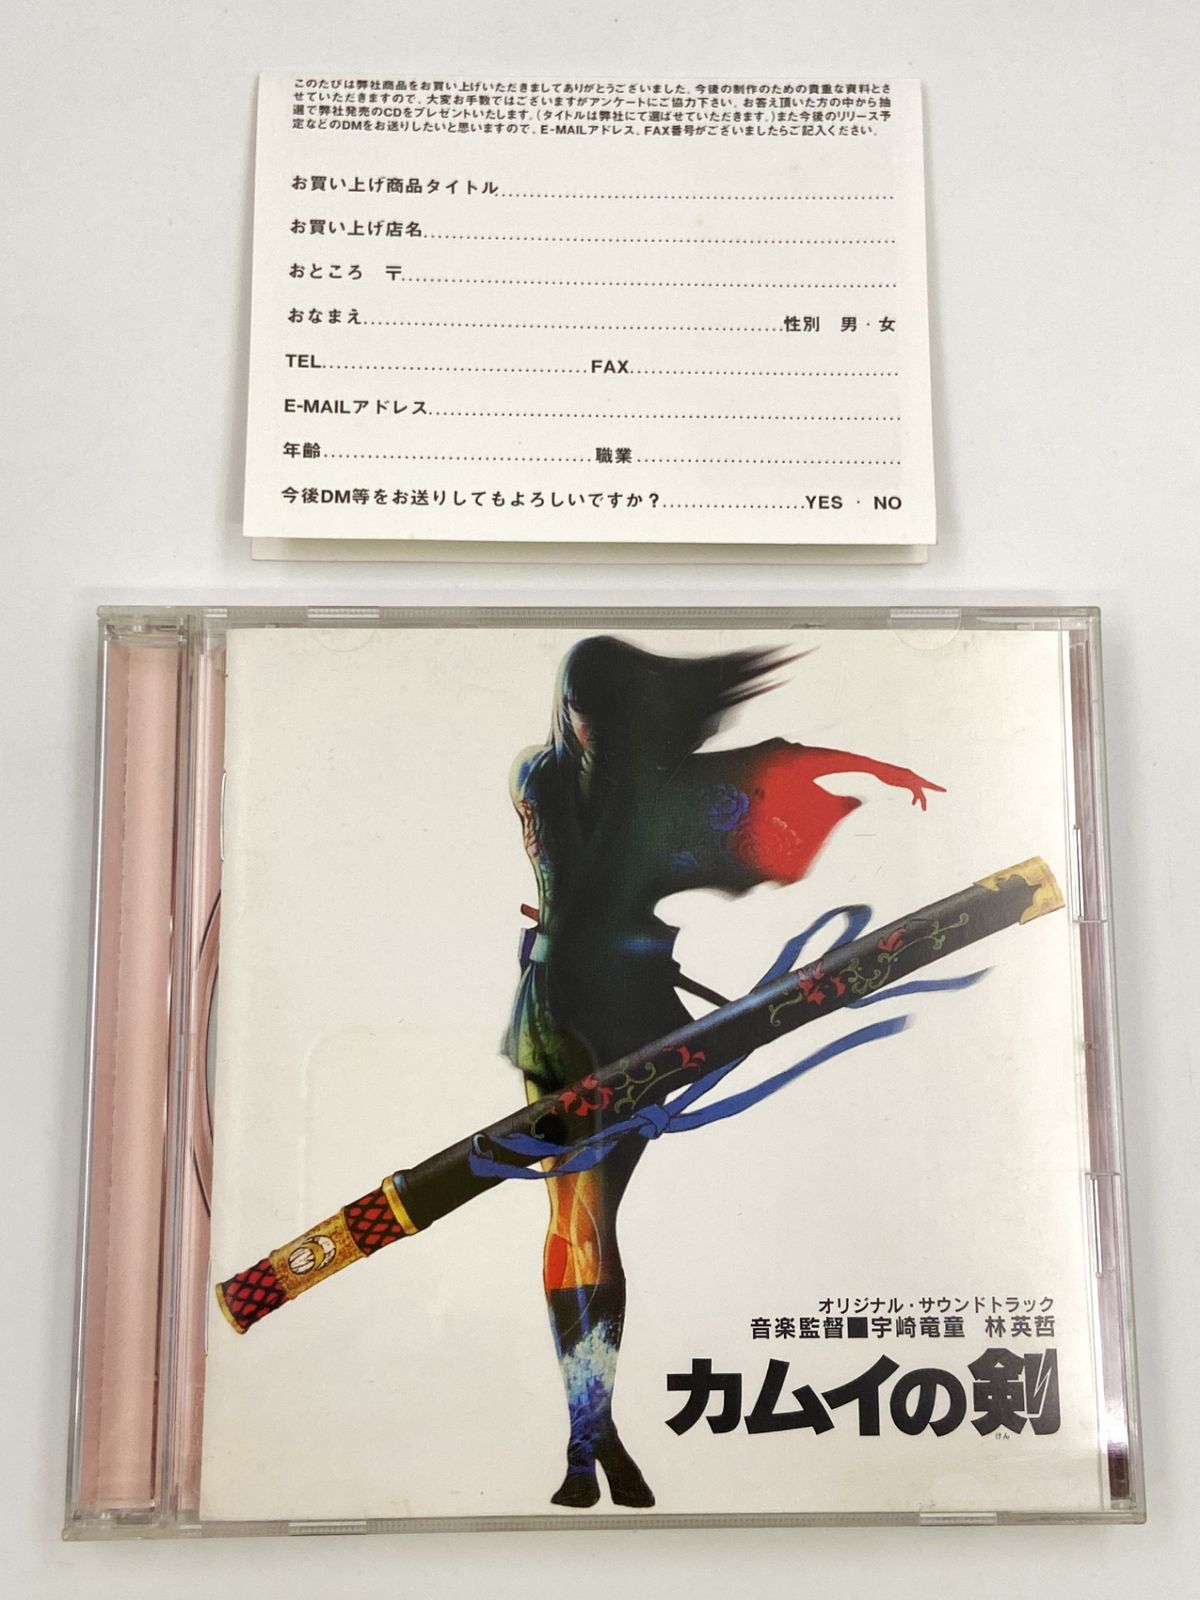 このたびは弊社商品をお買い上げいただきましてありがとうございました。今後の制作のための貴重な資料とさ
せていただきますので、大変お手数ではございますがアンケートにご協力下さい。お答え頂いた方の中から抽
選で弊社発売のCDをプレゼントいたします。(タイトルは弊社にて選ばせていただきます。)また今後のリリース予
定などのDMをお送りしたいと思いますので、E-MAILアドレス、FAX番号がございましたらご記入ください。
お買い上げ商品タイトル
お買い上げ店名
おところ 〒
おなまえ 性別 男・女
TEL FAX
E-MAILアドレス
年齢 職業
今後DM等をお送りしてもよろしいですか? YES・NO
オリジナル・サウンドトラック
音楽監督■宇崎竜童 林英哲
カムイの剣
けん